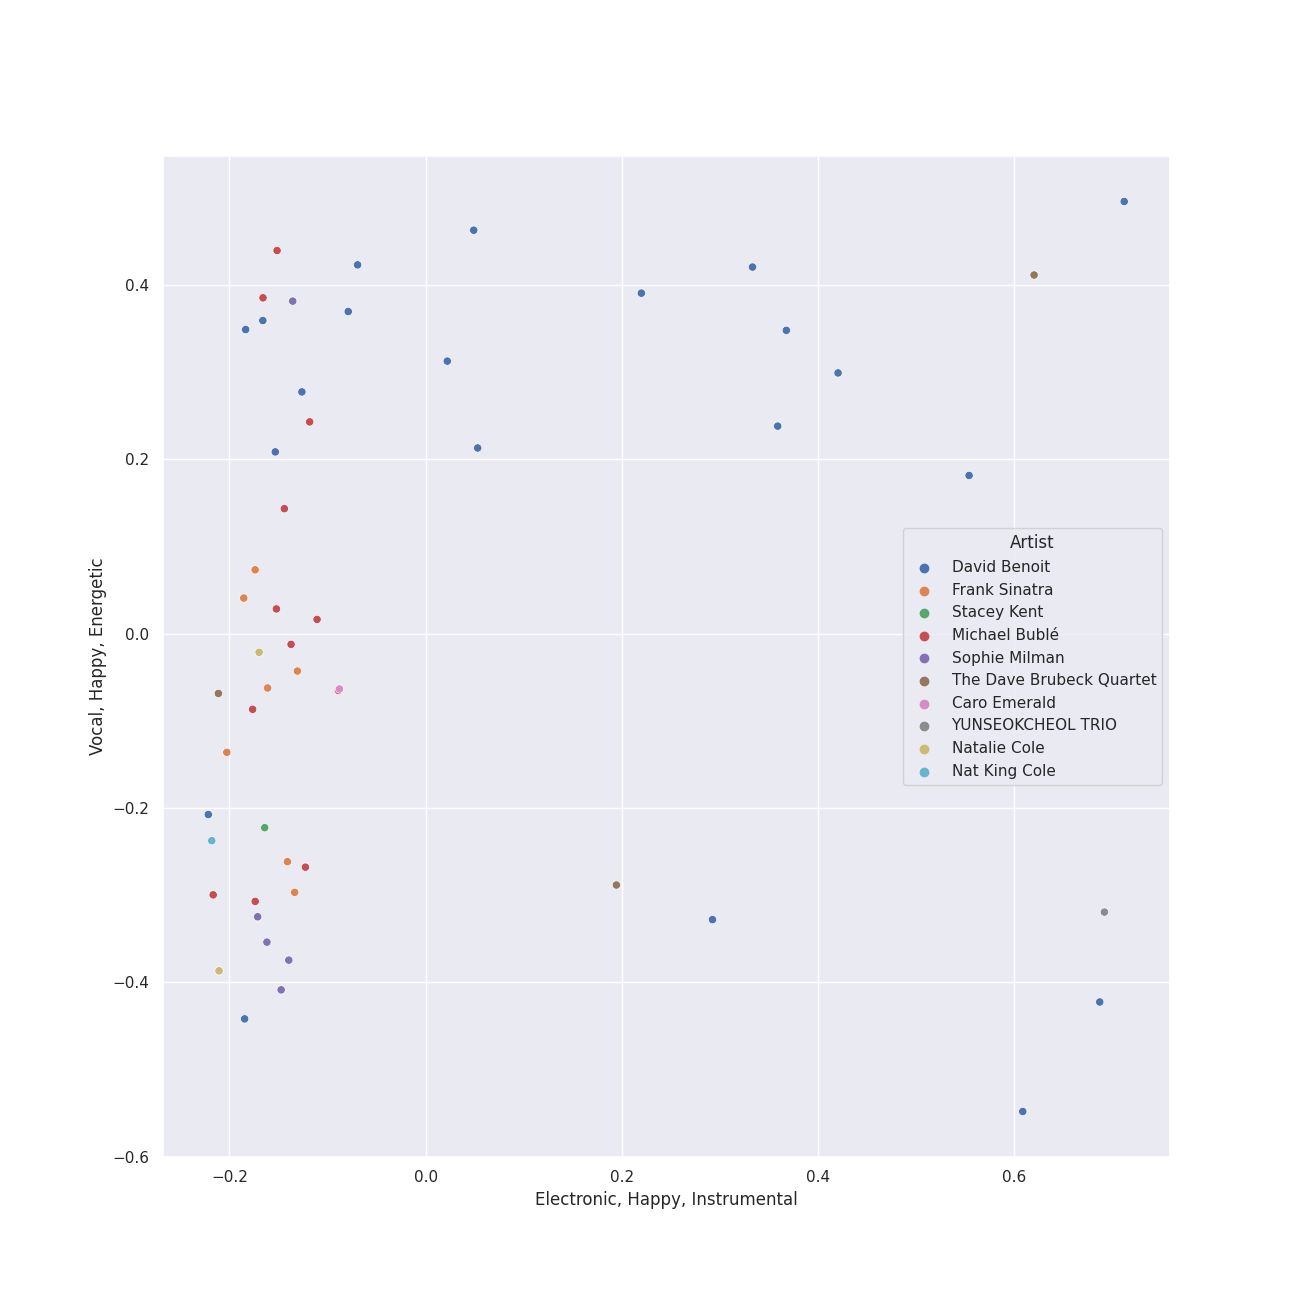 0.4
0.2
0.0
−0.2
−0.4
−0.6
Vocal, Happy, Energetic
Artist
David Benoit
Frank Sinatra
Stacey Kent
Michael Bublé
Sophie Milman
The Dave Brubeck Quartet
Caro Emerald
YUNSEOKCHEOL TRIO
Natalie Cole
Nat King Cole
−0.2 0.0 0.2 0.4 0.6
Electronic, Happy, Instrumental